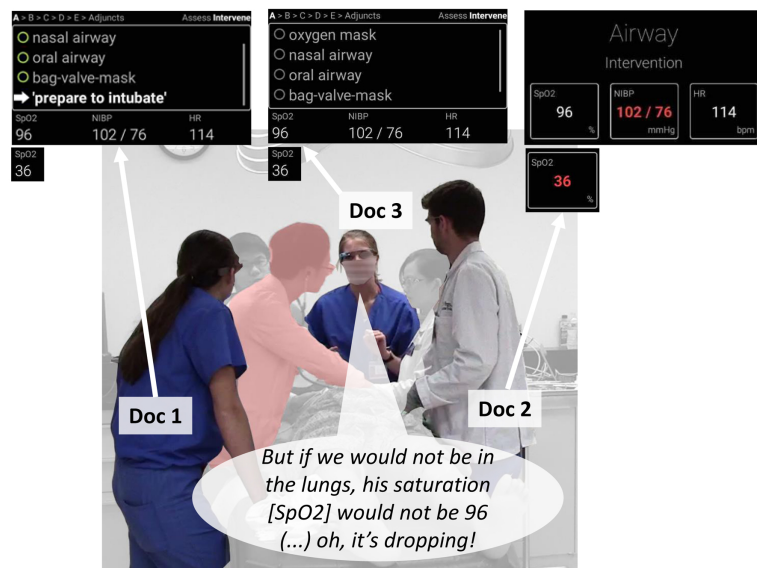 A > B > C > D > E > Adjuncts Assess Intervene
nasal airway
oral airway
bag-valve-mask
'prepare to intubate'
SpO2 NIBP HR
96 102 / 76 114
SpO2
36
A > B > C > D > E > Adjuncts Assess Intervene
oxygen mask
nasal airway
oral airway
bag-valve-mask
SpO2 NIBP HR
96 102 / 76 114
SpO2
36
Airway
Intervention
SpO2 NIBP HR
96 102 / 76 114
% mmHg bpm
SpO2
36
%
Doc 3
Doc 1
Doc 2
But if we would not be in
the lungs, his saturation
[SpO2] would not be 96
(...) oh, it's dropping!